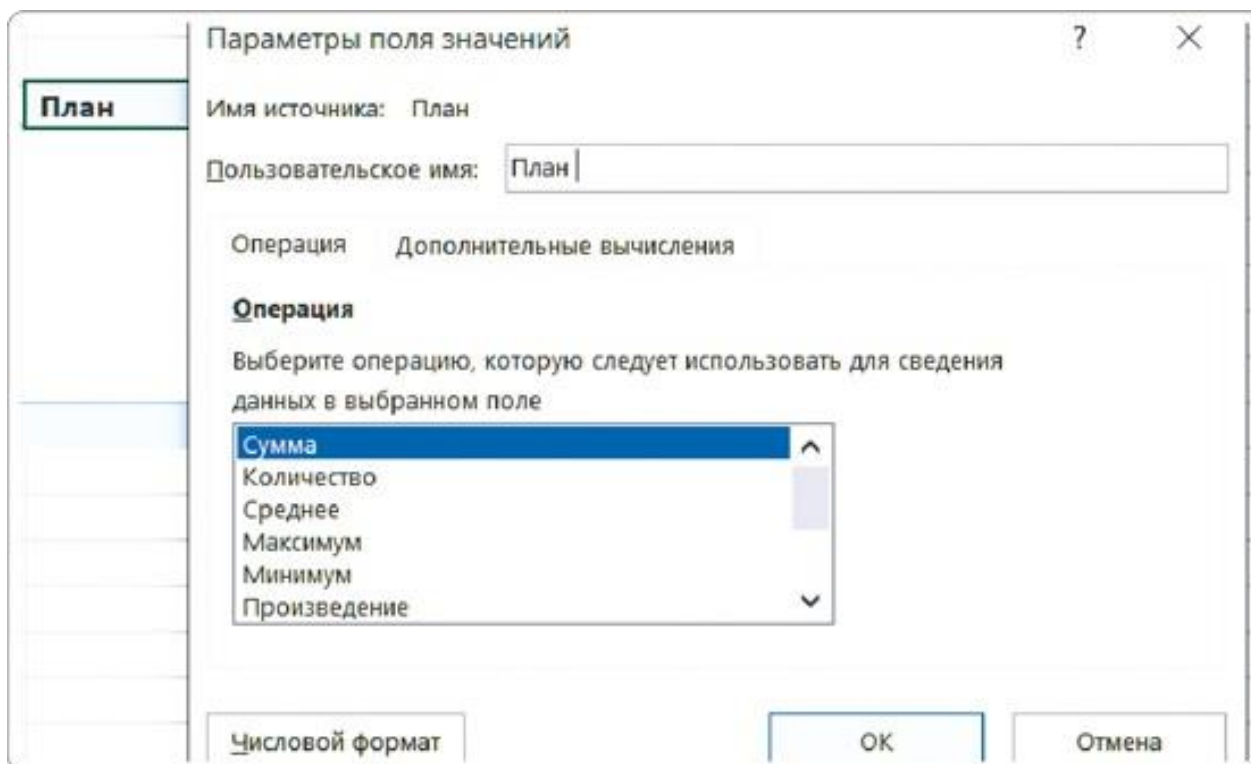 Параметры поля значений ? ×
План
Имя источника: План
Пользовательское имя: План
Операция Дополнительные вычисления
Операция
Выберите операцию, которую следует использовать для сведения
данных в выбранном поле
Сумма
Количество
Среднее
Максимум
Минимум
Произведение
Числовой формат ОК Отмена